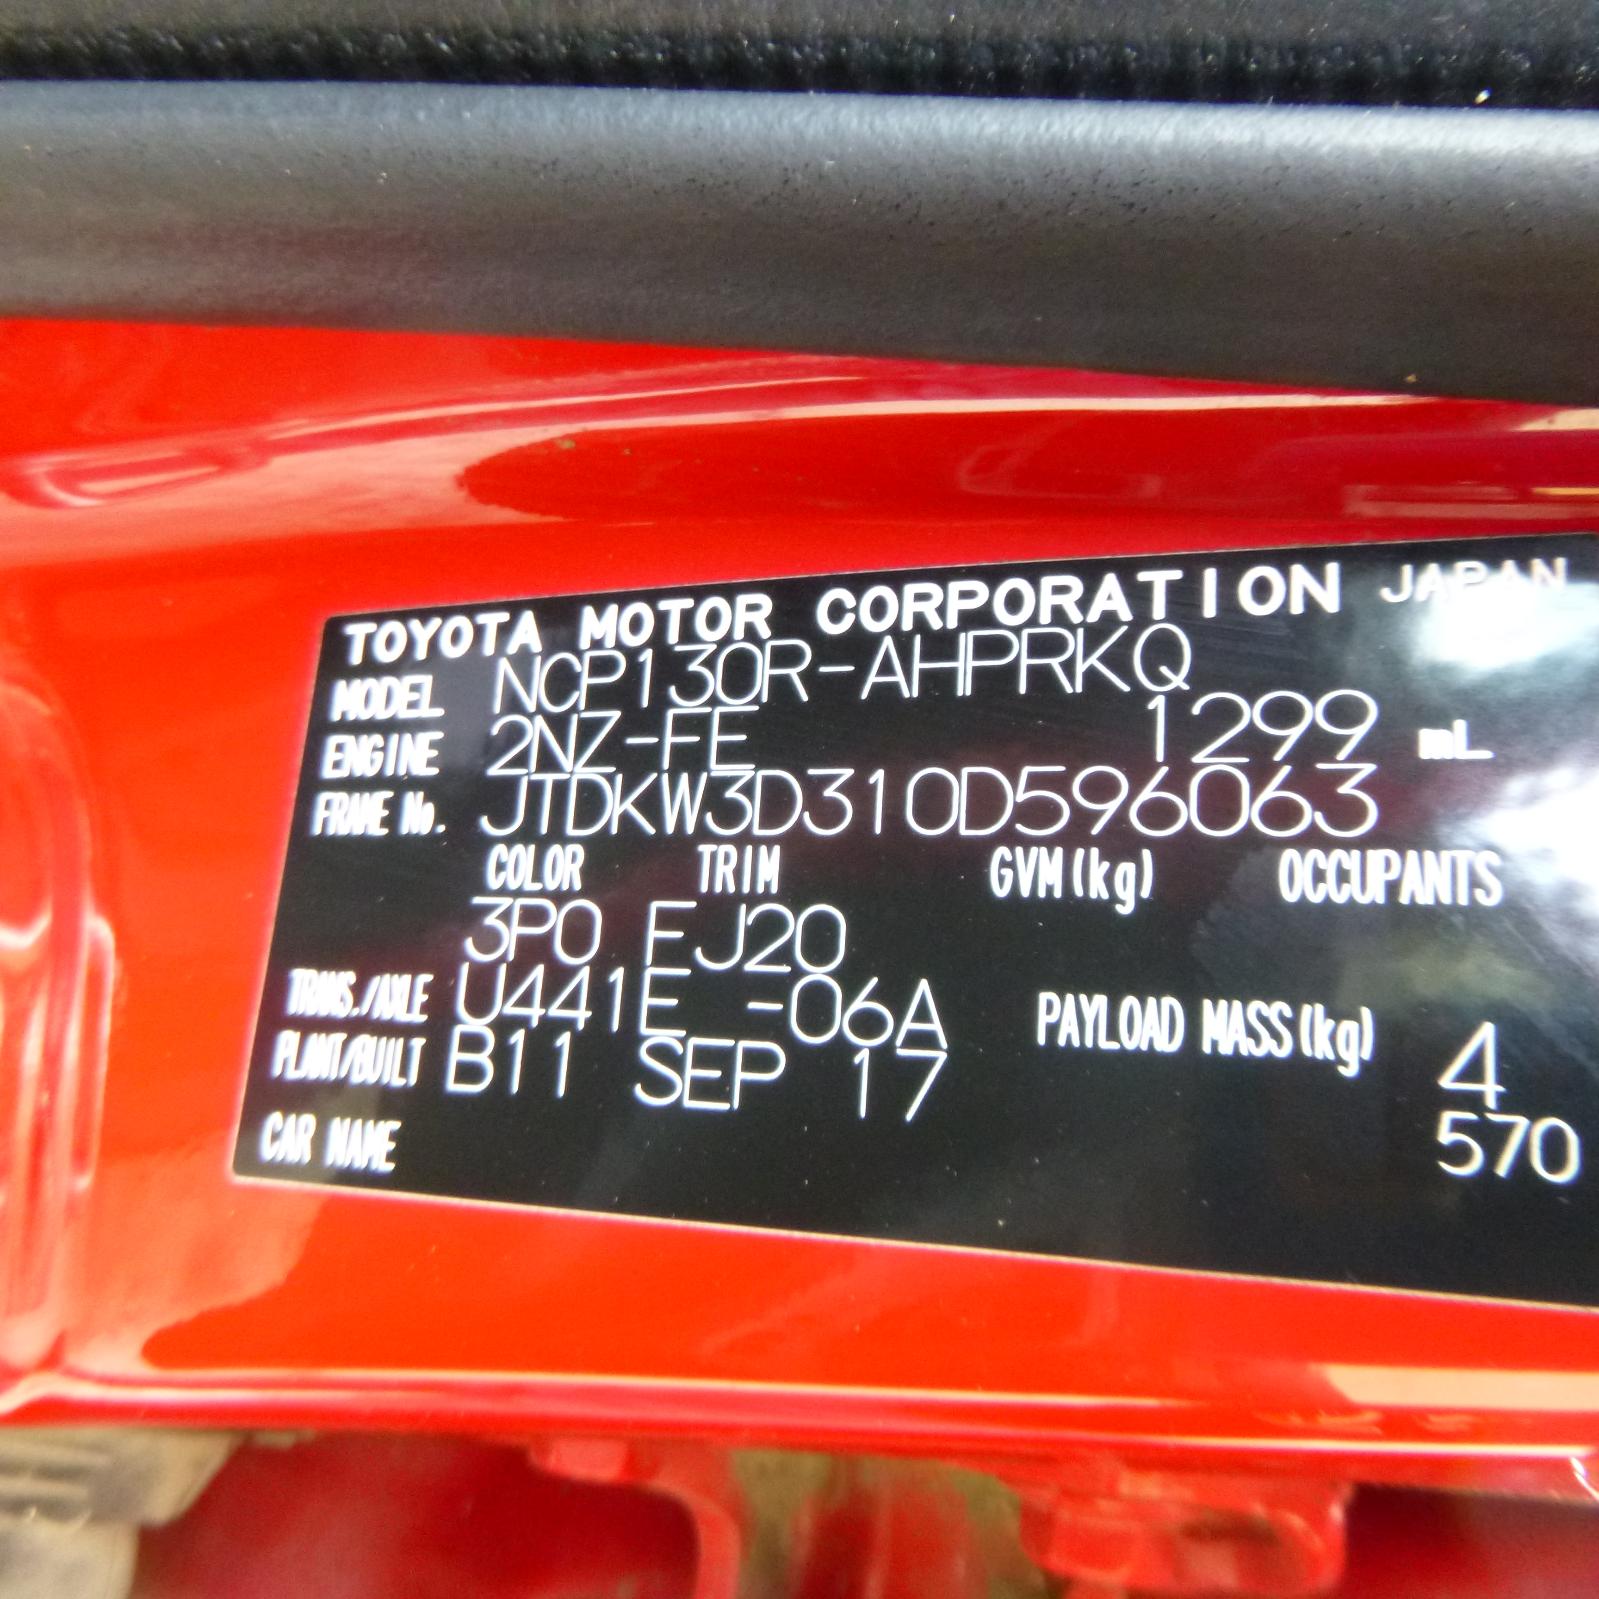 TOYOTA MOTOR CORPORATION JAPAN
MODEL NCP130R-AHPRKQ
ENGINE 2NZ-FE 1299 mL
FRAME No. JTDKW3D310D596063
COLOR TRIM GVM(kg) OCCUPANTS
3P0 EJ20
TRANS./AXLE U441E -06A PAYLOAD MASS(kg) 4
PLANT/BUILT B11 SEP 17 570
CAR NAME